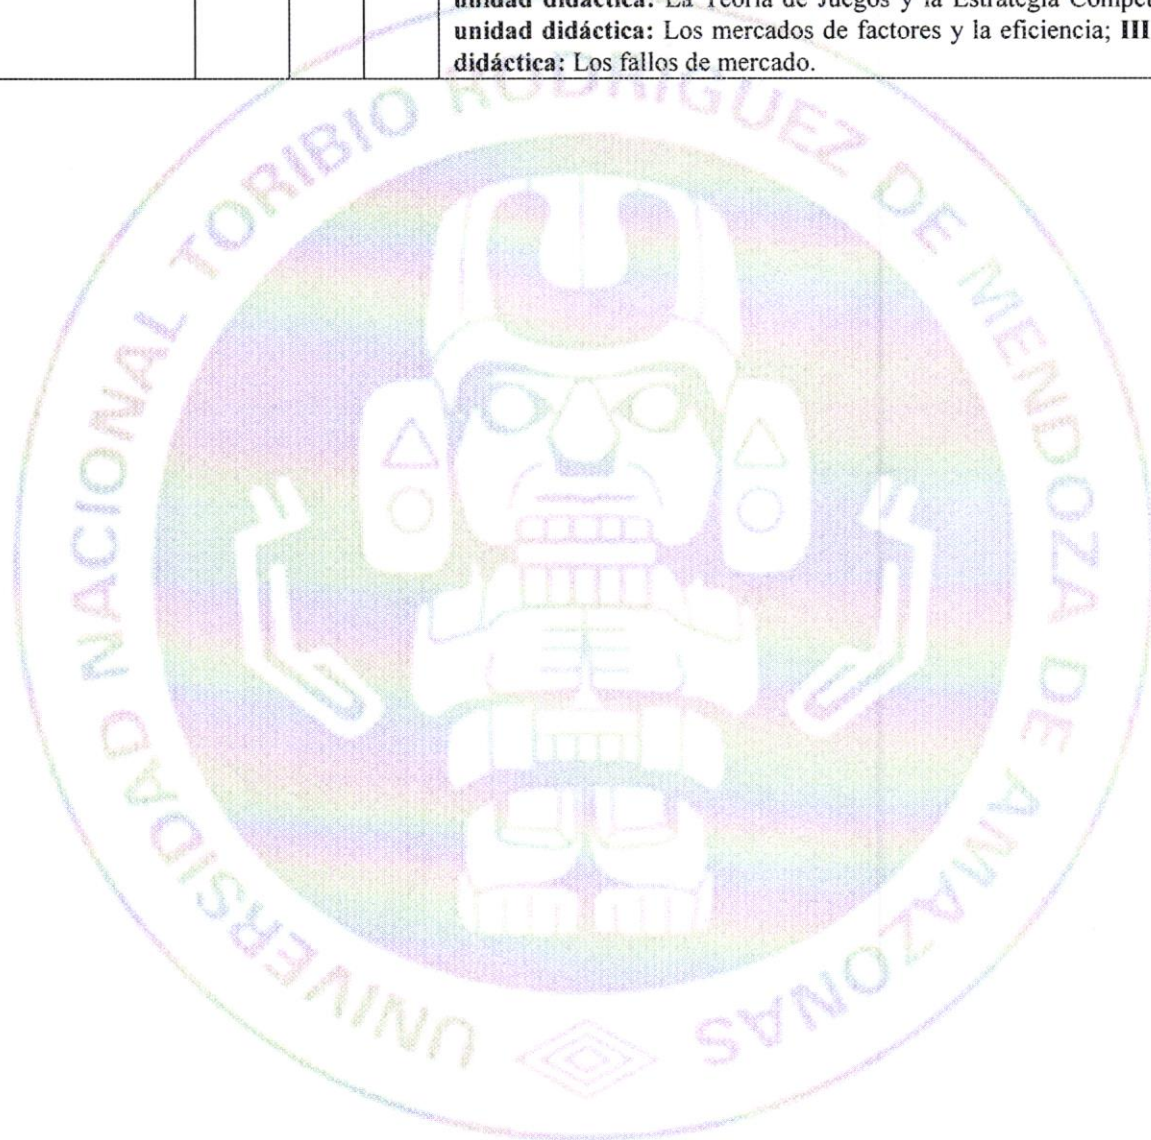 unidad didáctica: La Teoría de Juegos y la Estrategia
unidad didáctica: Los mercados de factores y la eficiencia; III
didáctica: Los fallos de mercado.
UNIVERSIDAD NACIONAL TORIBIO RODRIGUEZ DE MENDOZA DE AMAZONAS